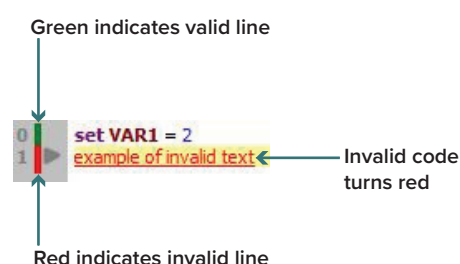 Green indicates valid line
0 set VAR1 = 2
1 example of invalid text
Invalid code
turns red
Red indicates invalid line